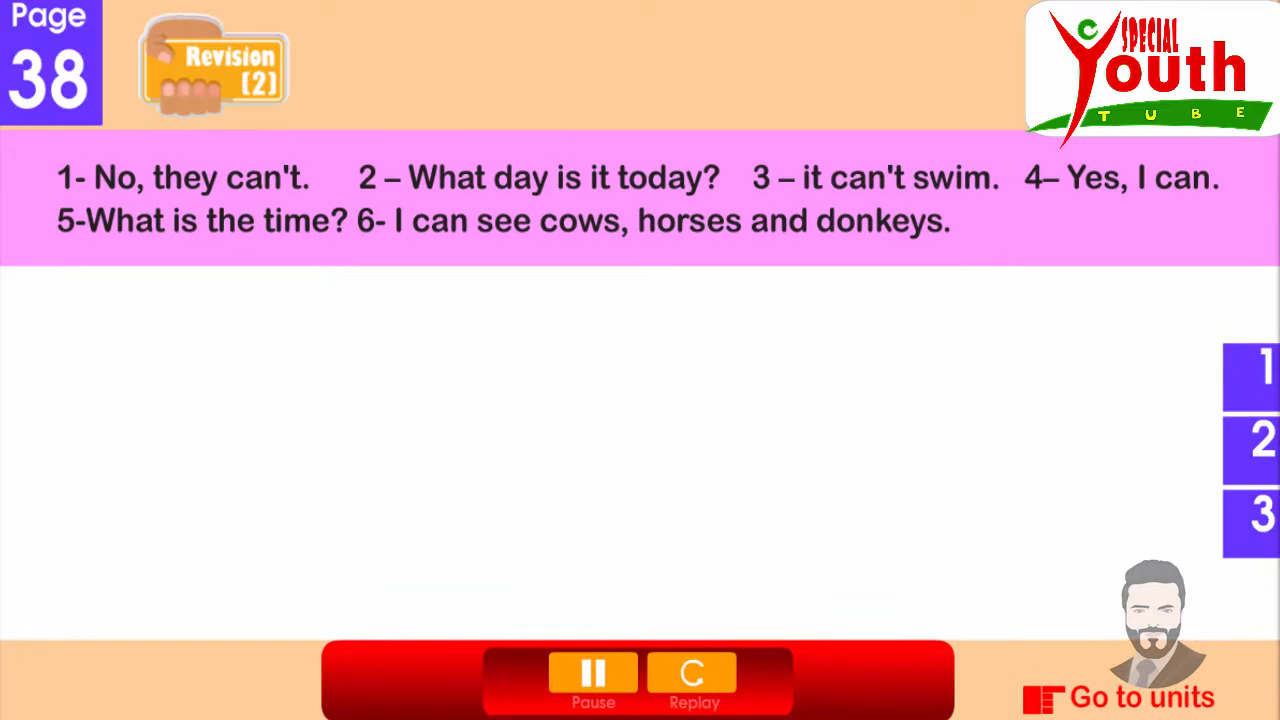 Page
38
Revision
(2)
SPECIAL
Youth
TUBE
1- No, they can't. 2 – What day is it today? 3 – it can't swim. 4– Yes, I can.
5-What is the time? 6- I can see cows, horses and donkeys.
1
2
3
Pause
Replay
Go to units